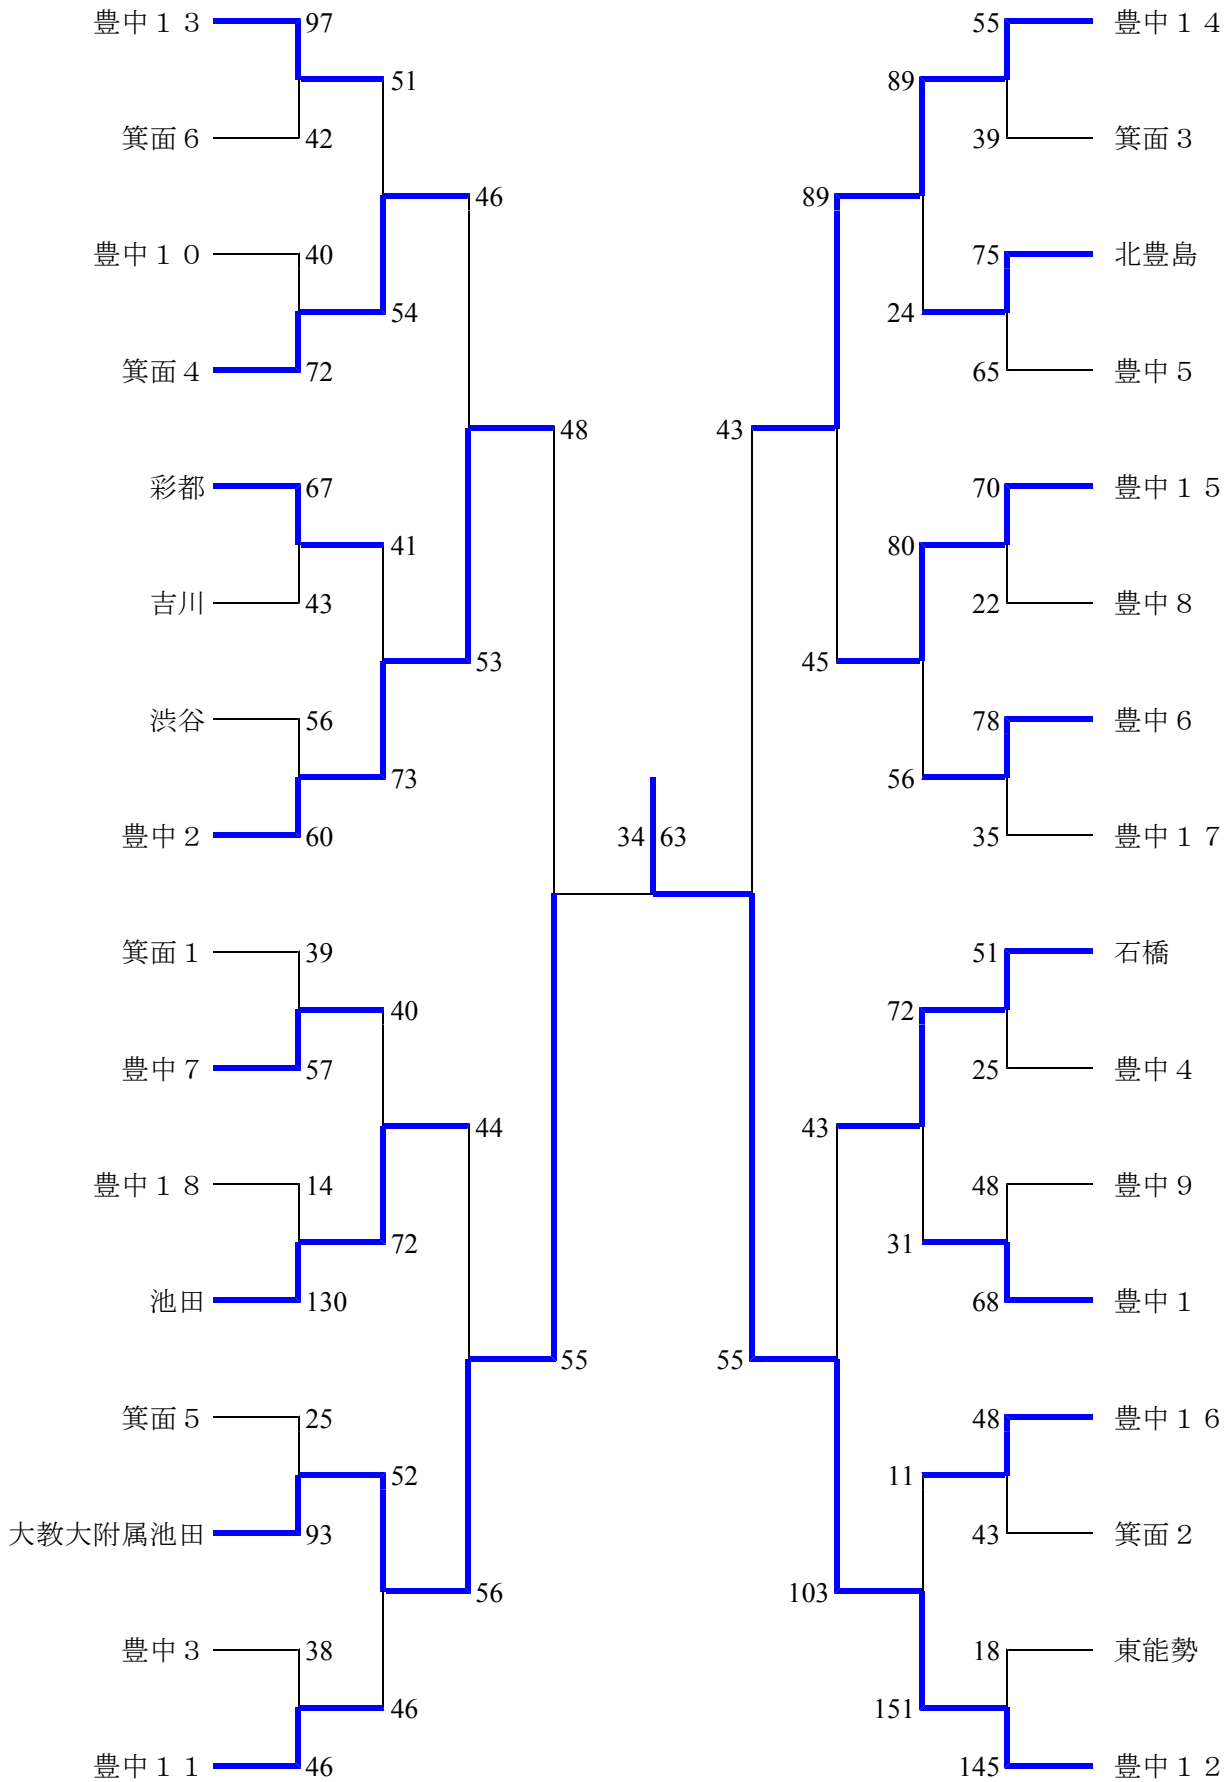 豊中１３ 97 55 豊中１４
51 89
箕面６ 42 39 箕面３
46 89
豊中１０ 40 75 北豊島
54 24
箕面４ 72 65 豊中５
48 43
彩都 67 70 豊中１５
41 80
吉川 43 22 豊中８
53 45
渋谷 56 78 豊中６
73 56
豊中２ 60 34 63 35 豊中１７
箕面１ 39 51 石橋
40 72
豊中７ 57 25 豊中４
44 43
豊中１８ 14 48 豊中９
72 31
池田 130 68 豊中１
55 55
箕面５ 25 48 豊中１６
52 11
大教大附属池田 93 43 箕面２
56 103
豊中３ 38 18 東能勢
46 151
豊中１１ 46 145 豊中１２